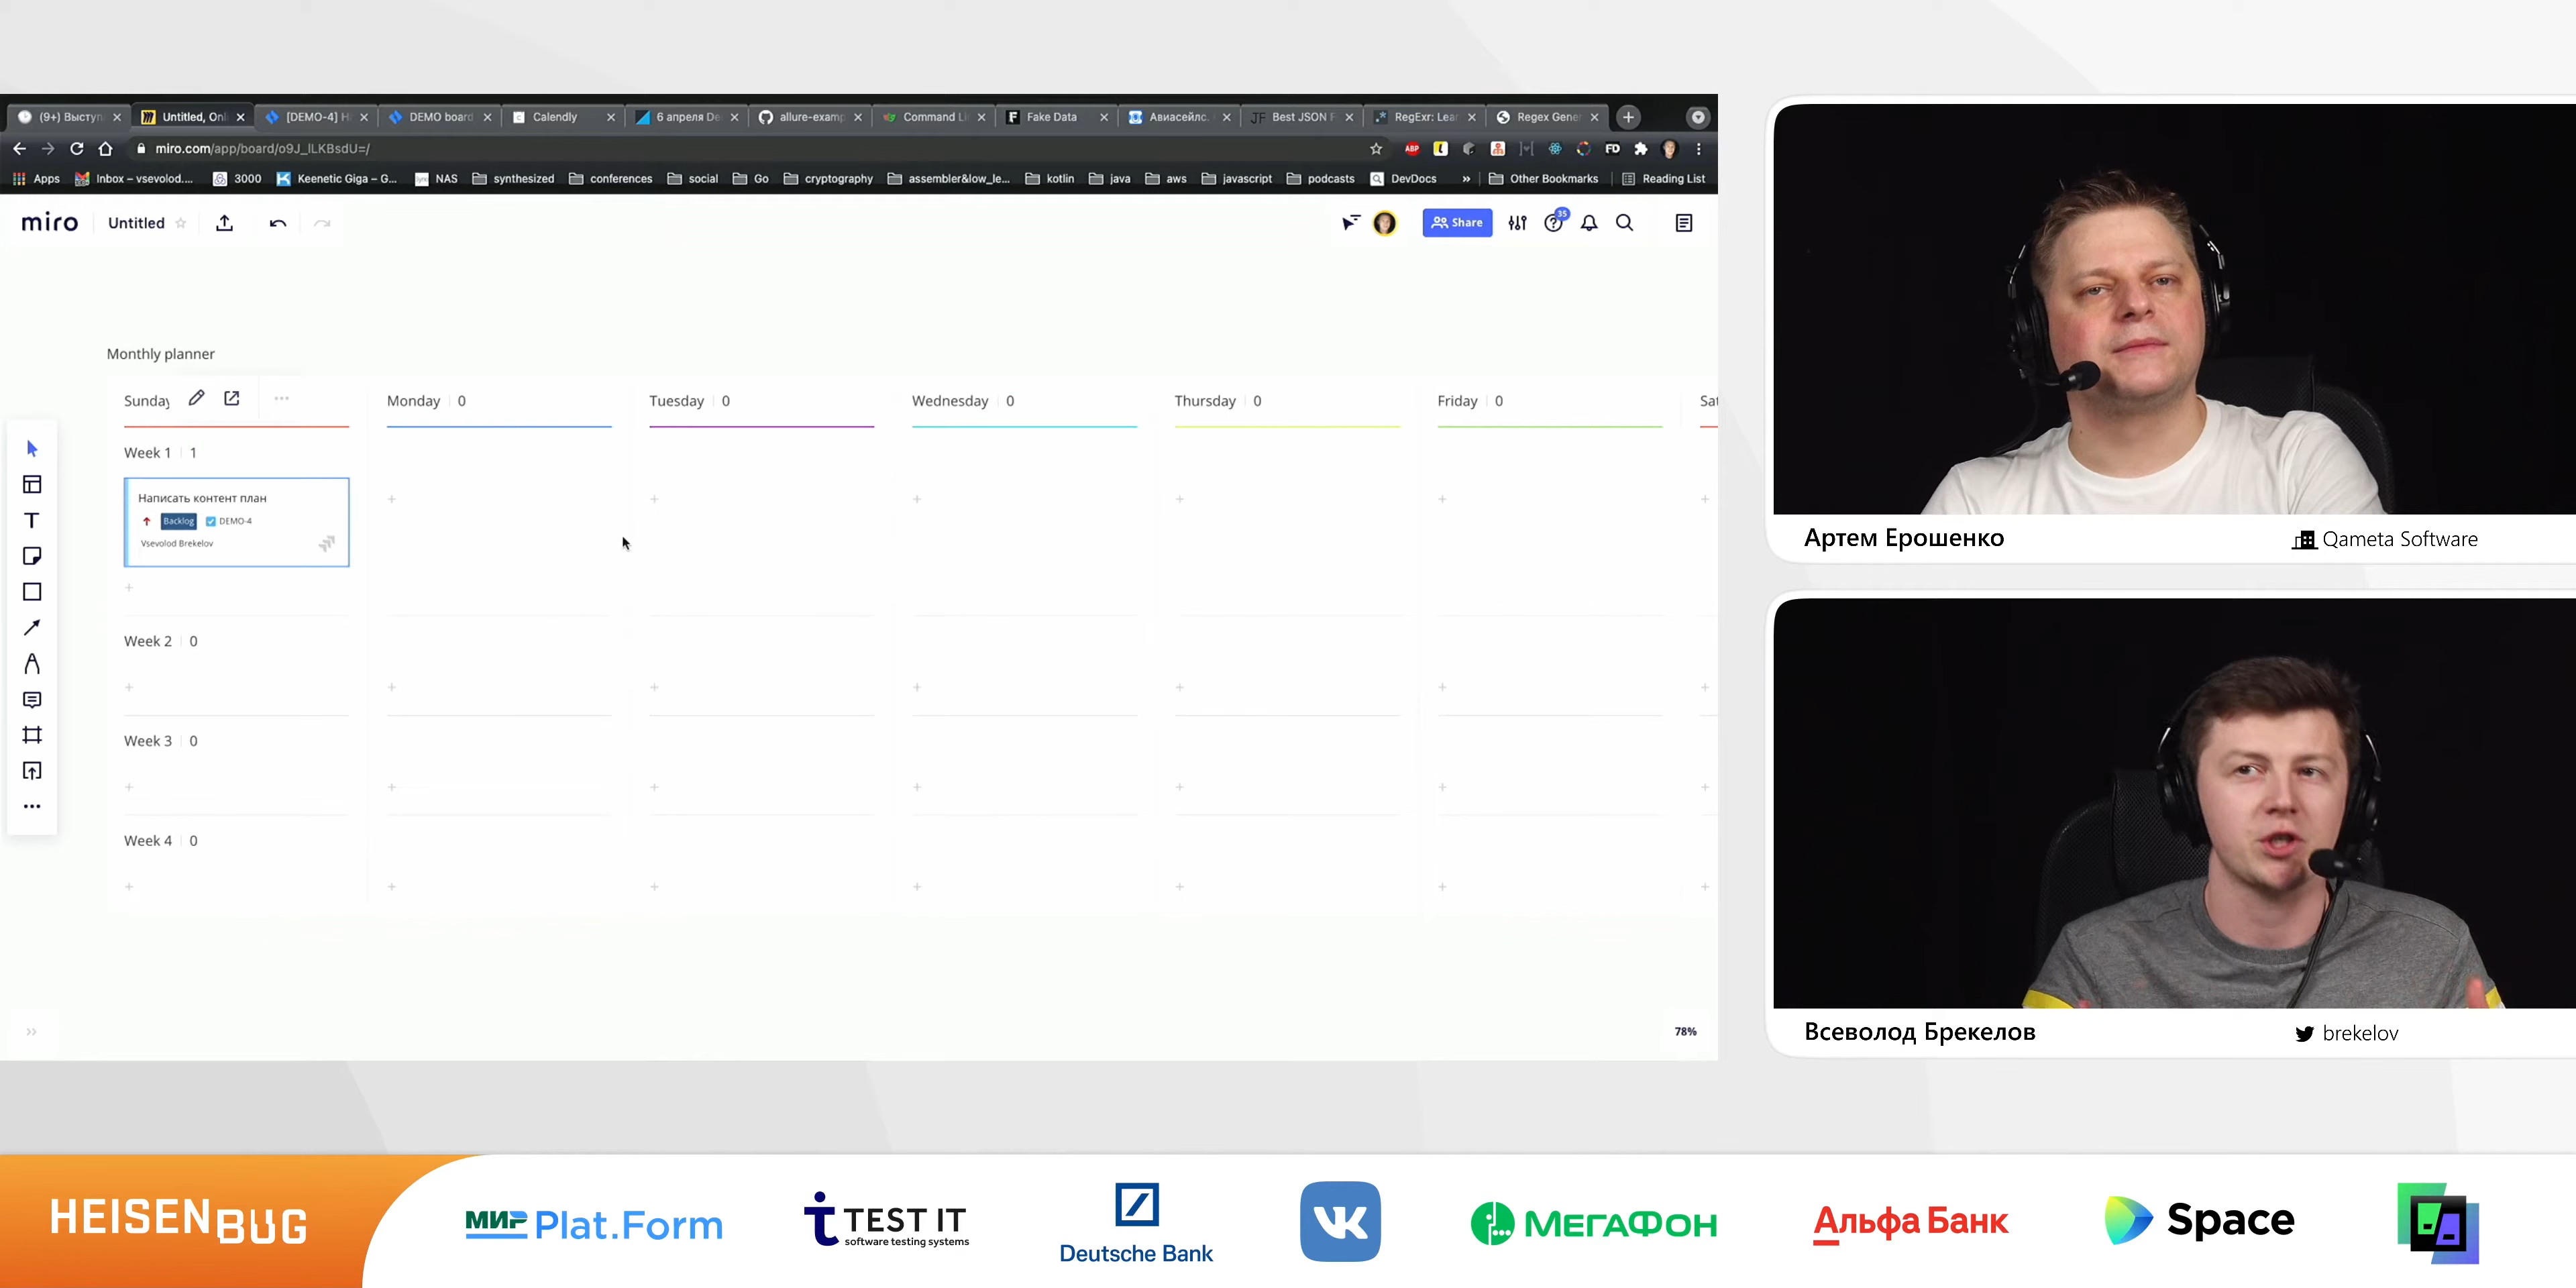 (9+) Выступ
Untitled, Onl
[DEMO-4] Н
DEMO board
Calendly
6 апреля De
allure-examp
Command Li
Fake Data
Авиасейлс.
Best JSON F
RegExr: Lear
Regex Gener
miro.com/app/board/o9J_lLKBsdU=/
Apps
Inbox – vsevolod....
3000
Keenetic Giga – G...
NAS
synthesized
conferences
social
Go
cryptography
assembler&low_le...
kotlin
java
aws
javascript
podcasts
DevDocs
»
Other Bookmarks
Reading List
miro
Untitled
Share
35
Monthly planner
Sunday
Monday 0
Tuesday 0
Wednesday 0
Thursday 0
Friday 0
Sat
Week 1 1
Написать контент план
Backlog DEMO-4
Vsevolod Brekelov
Week 2 0
Week 3 0
Week 4 0
78%
Артем Ерошенко
Qameta Software
Всеволод Брекелов
brekelov
HEISENBUG
МИР Plat.Form
TEST IT
software testing systems
Deutsche Bank
VK
МЕГАФОН
Альфа Банк
Space